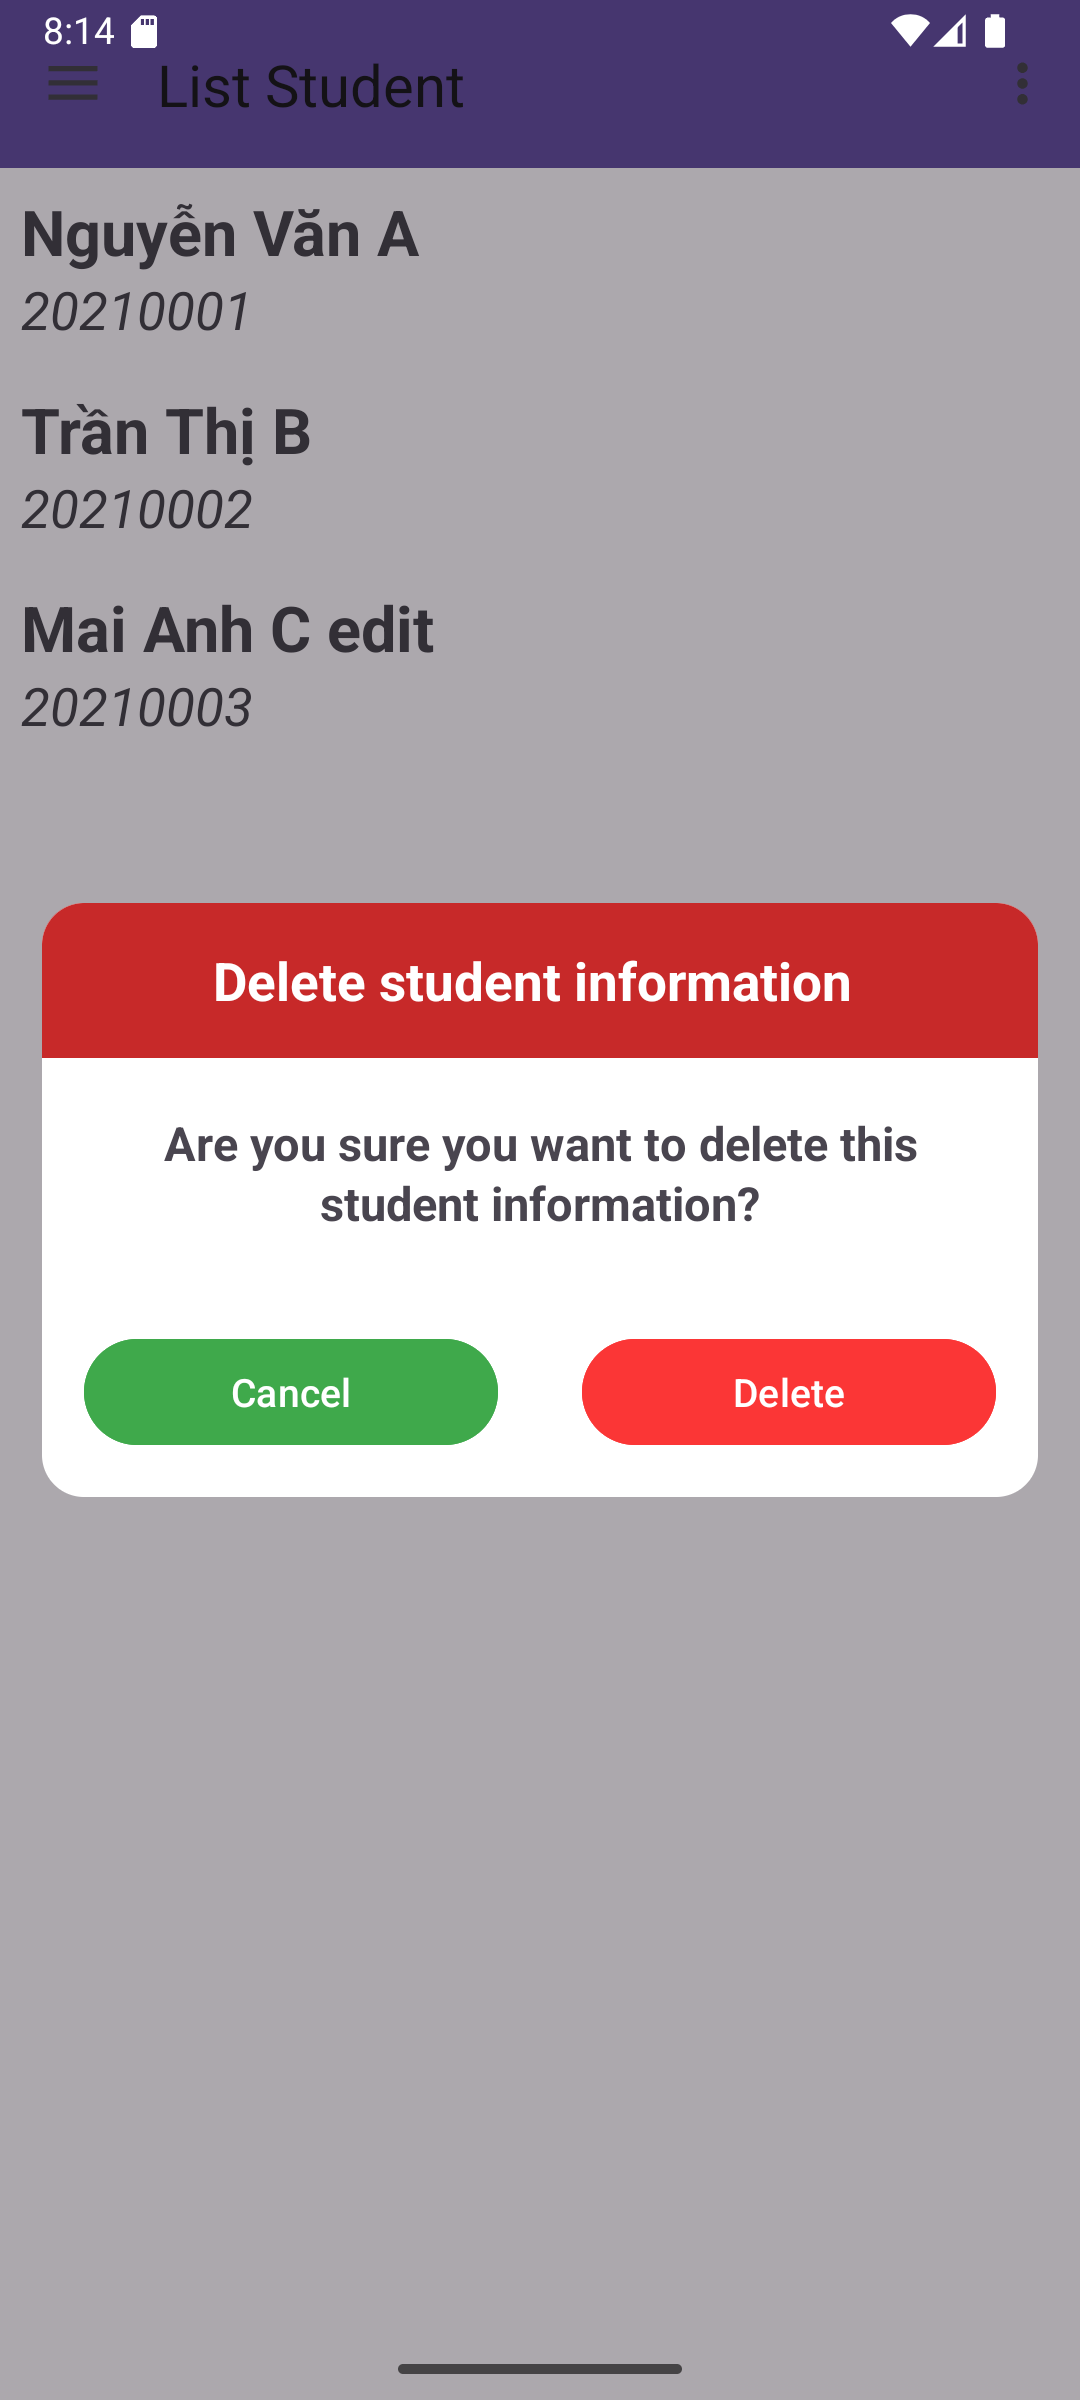 8:14
List Student
Nguyễn Văn A
20210001
Trần Thị B
20210002
Mai Anh C edit
20210003
Delete student information
Are you sure you want to delete this
student information?
Cancel
Delete